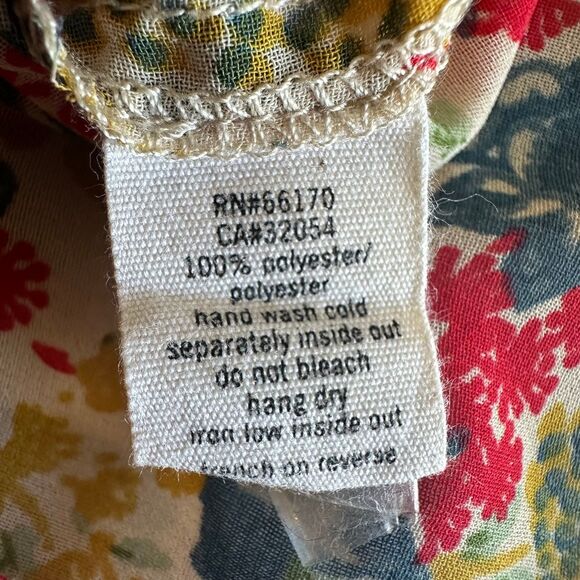 RN#66170
CA#32054
100% polyester/
polyester
hand wash cold
separately inside out
do not bleach
hang dry
iron low inside out
french on reverse